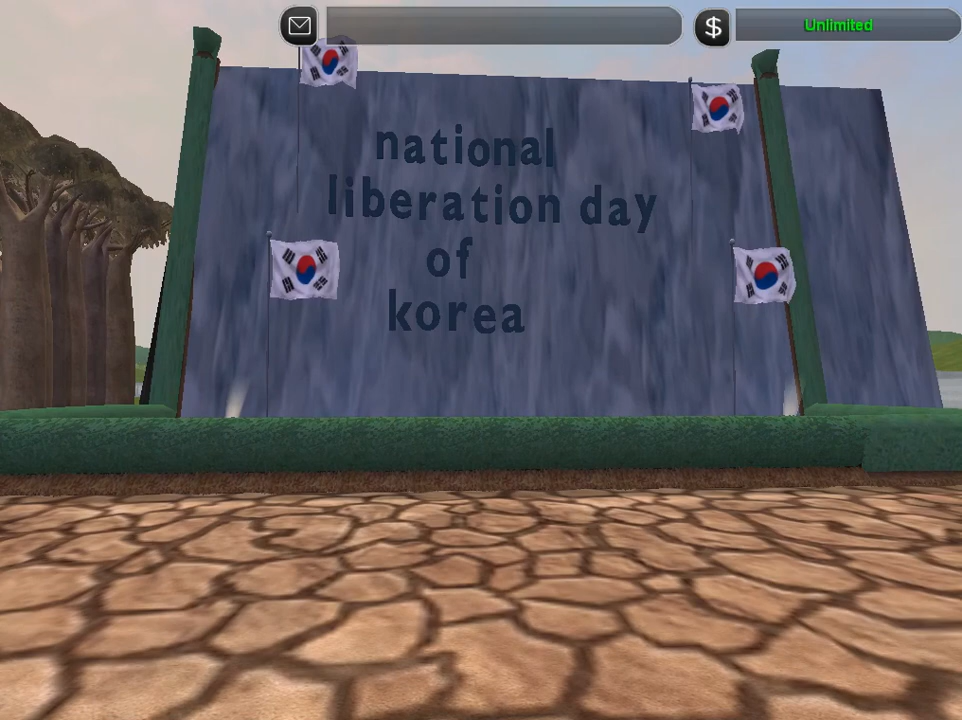 Unlimited
national
liberation day
of
korea